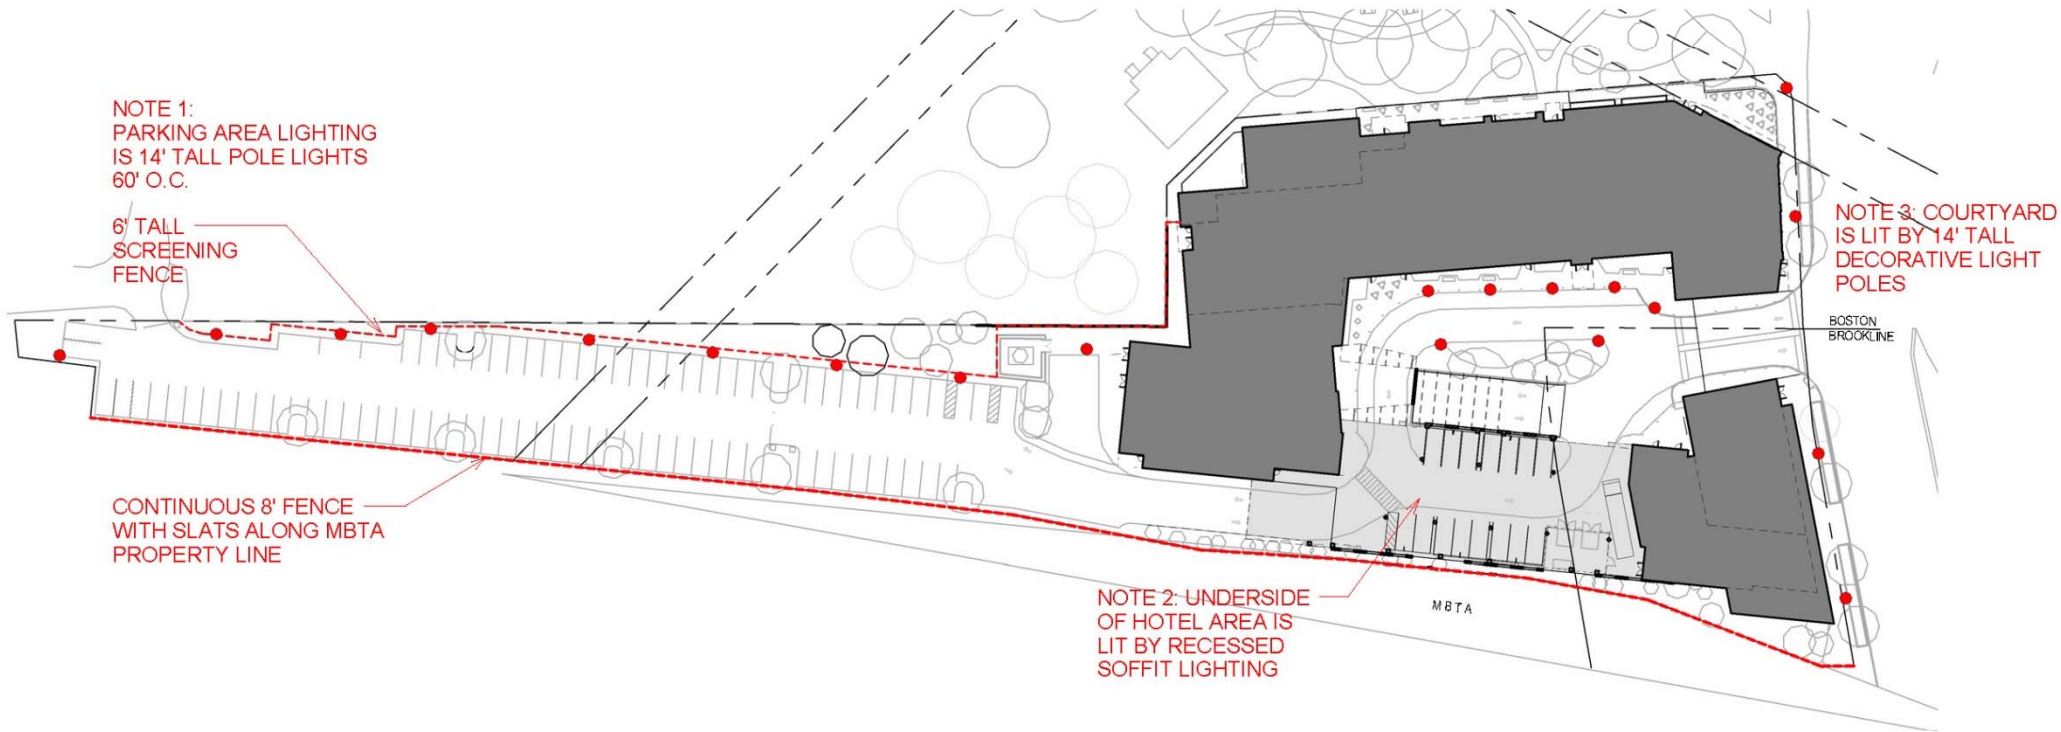 NOTE 1:
PARKING AREA LIGHTING
IS 14' TALL POLE LIGHTS
60' O.C.
6' TALL
SCREENING
FENCE
CONTINUOUS 8' FENCE
WITH SLATS ALONG MBTA
PROPERTY LINE
NOTE 2: UNDERSIDE
OF HOTEL AREA IS
LIT BY RECESSED
SOFFIT LIGHTING
MBTA
NOTE 3: COURTYARD
IS LIT BY 14' TALL
DECORATIVE LIGHT
POLES
BOSTON
BROOKLINE